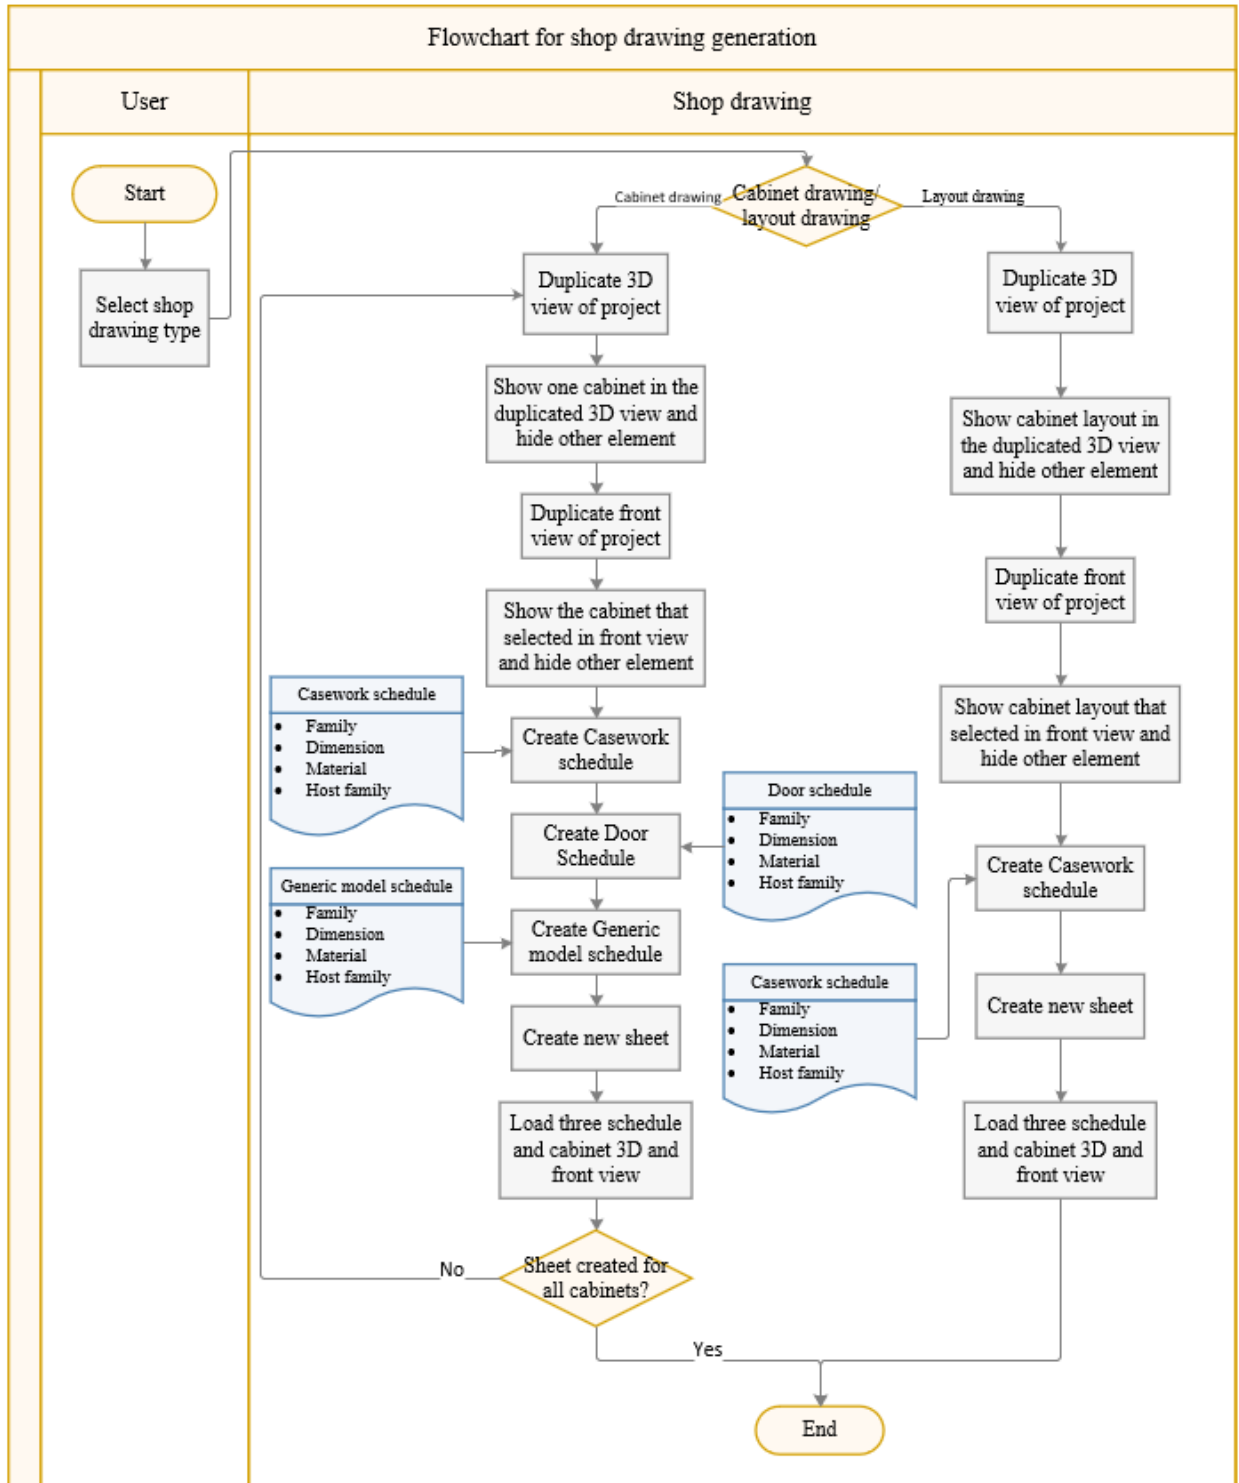 Flowchart for shop drawing generation
User
Shop drawing
Start
Select shop
drawing type
Cabinet drawing/
layout drawing
Cabinet drawing
Layout drawing
Duplicate 3D
view of project
Show one cabinet in the
duplicated 3D view and
hide other element
Duplicate front
view of project
Show the cabinet that
selected in front view
and hide other element
Casework schedule
• Family
• Dimension
• Material
• Host family
Create Casework
schedule
Door schedule
• Family
• Dimension
• Material
• Host family
Create Door
Schedule
Generic model schedule
• Family
• Dimension
• Material
• Host family
Create Generic
model schedule
Create new sheet
Load three schedule
and cabinet 3D and
front view
Sheet created for
all cabinets?
No
Yes
Duplicate 3D
view of project
Show cabinet layout in
the duplicated 3D view
and hide other element
Duplicate front
view of project
Show cabinet layout that
selected in front view and
hide other element
Casework schedule
• Family
• Dimension
• Material
• Host family
Create Casework
schedule
Create new sheet
Load three schedule
and cabinet 3D and
front view
End